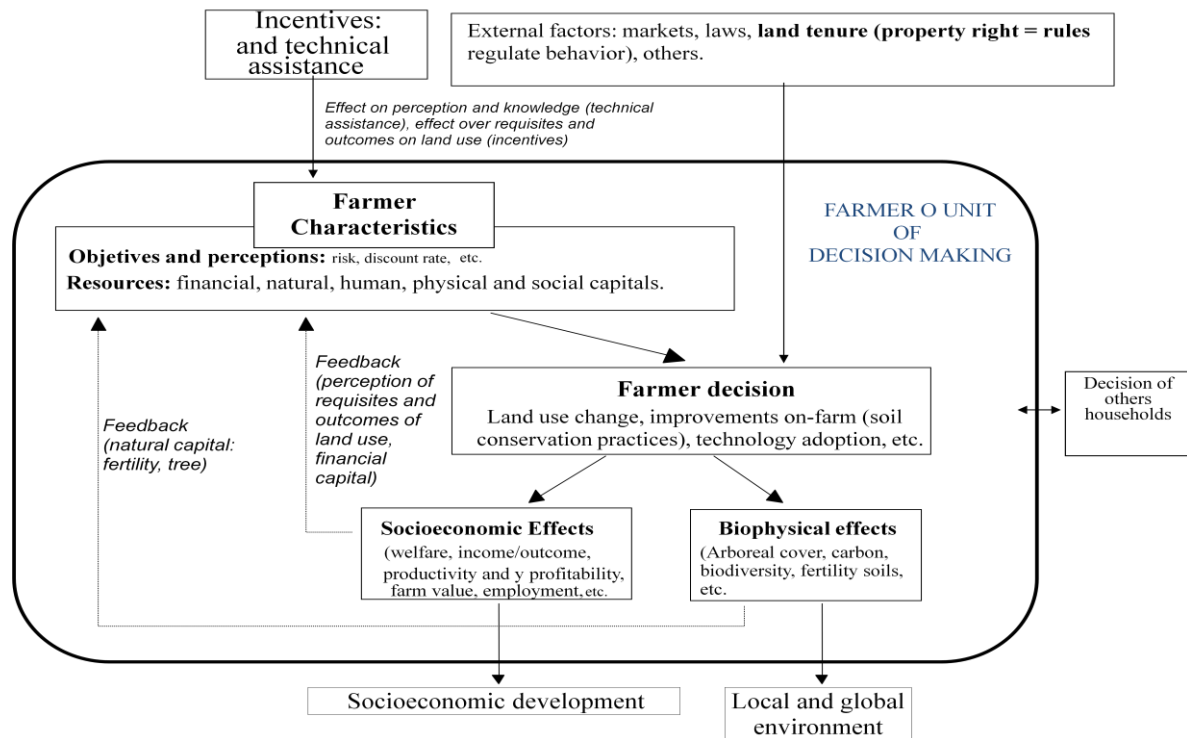 Incentives:
and technical
assistance
External factors: markets, laws, land tenure (property right = rules
regulate behavior), others.
Effect on perception and knowledge (technical
assistance), effect over requisites and
outcomes on land use (incentives)
Farmer
Characteristics
FARMER O UNIT
OF
DECISION MAKING
Objetives and perceptions: risk, discount rate, etc.
Resources: financial, natural, human, physical and social capitals.
Feedback
(perception of
requisites and
outcomes of
land use,
financial
capital)
Feedback
(natural capital:
fertility, tree)
Farmer decision
Land use change, improvements on-farm (soil
conservation practices), technology adoption, etc.
Decision of
others
households
Socioeconomic Effects
(welfare, income/outcome,
productivity and y profitability,
farm value, employment, etc.
Biophysical effects
(Arboreal cover, carbon,
biodiversity, fertility soils,
etc.
Socioeconomic development
Local and global
environment